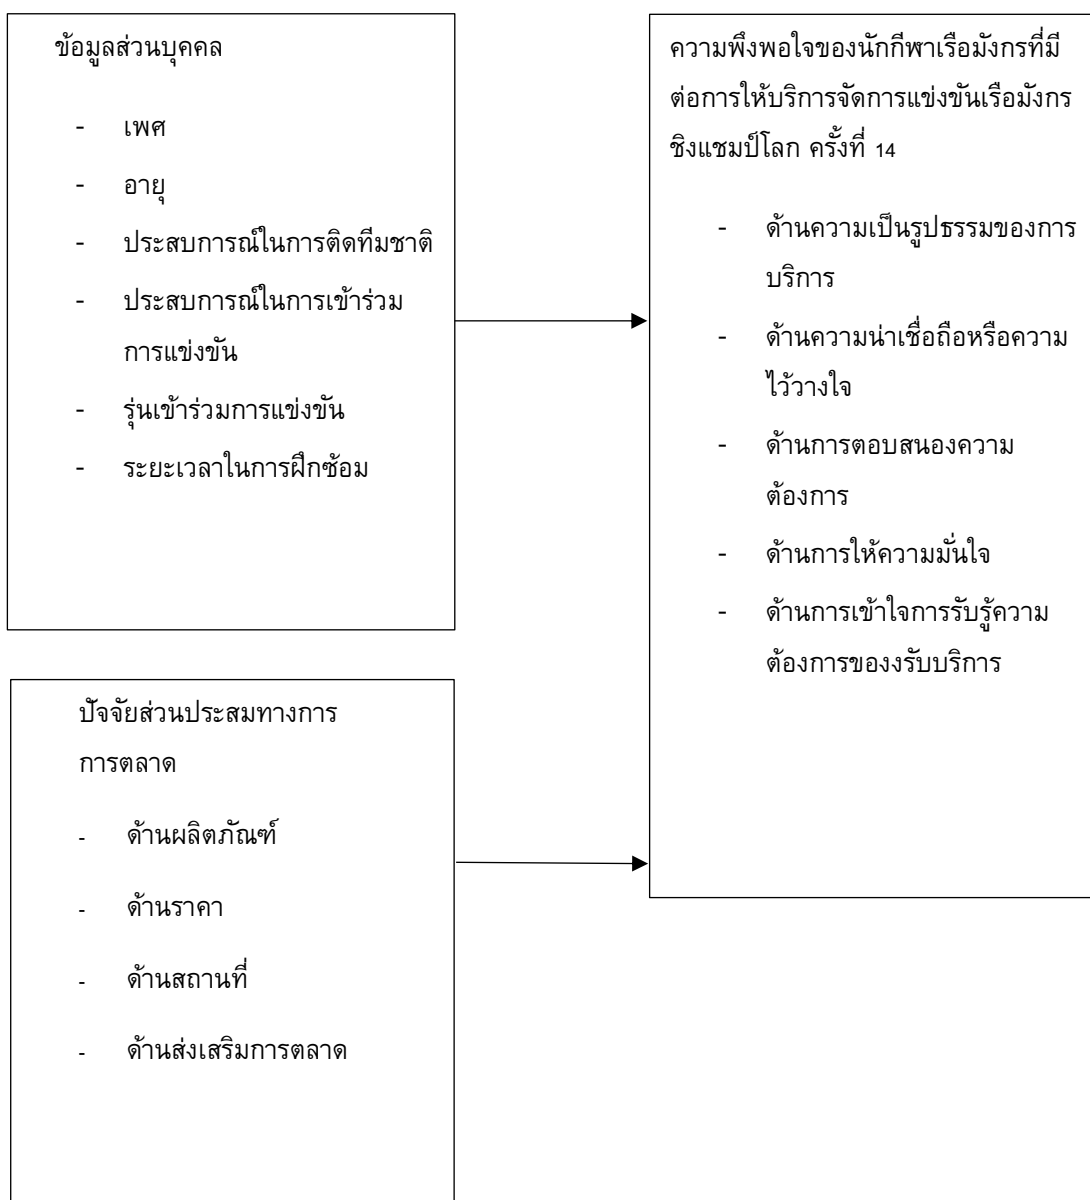 ข้อมูลส่วนบุคคล
- เพศ
- อายุ
- ประสบการณ์ในการติดทีมชาติ
- ประสบการณ์ในการเข้าร่วม
การแข่งขัน
- รุ่นเข้าร่วมการแข่งขัน
- ระยะเวลาในการฝึกซ้อม
ปัจจัยส่วนประสมทางการ
การตลาด
- ด้านผลิตภัณฑ์
- ด้านราคา
- ด้านสถานที่
- ด้านส่งเสริมการตลาด
ความพึงพอใจของนักกีฬาเรือมังกรที่มี
ต่อการให้บริการจัดการแข่งขันเรือมังกร
ชิงแชมป์โลก ครั้งที่ 14
- ด้านความเป็นรูปธรรมของการ
บริการ
- ด้านความน่าเชื่อถือหรือความ
ไว้วางใจ
- ด้านการตอบสนองความ
ต้องการ
- ด้านการให้ความมั่นใจ
- ด้านการเข้าใจการรับรู้ความ
ต้องการของงรับบริการ